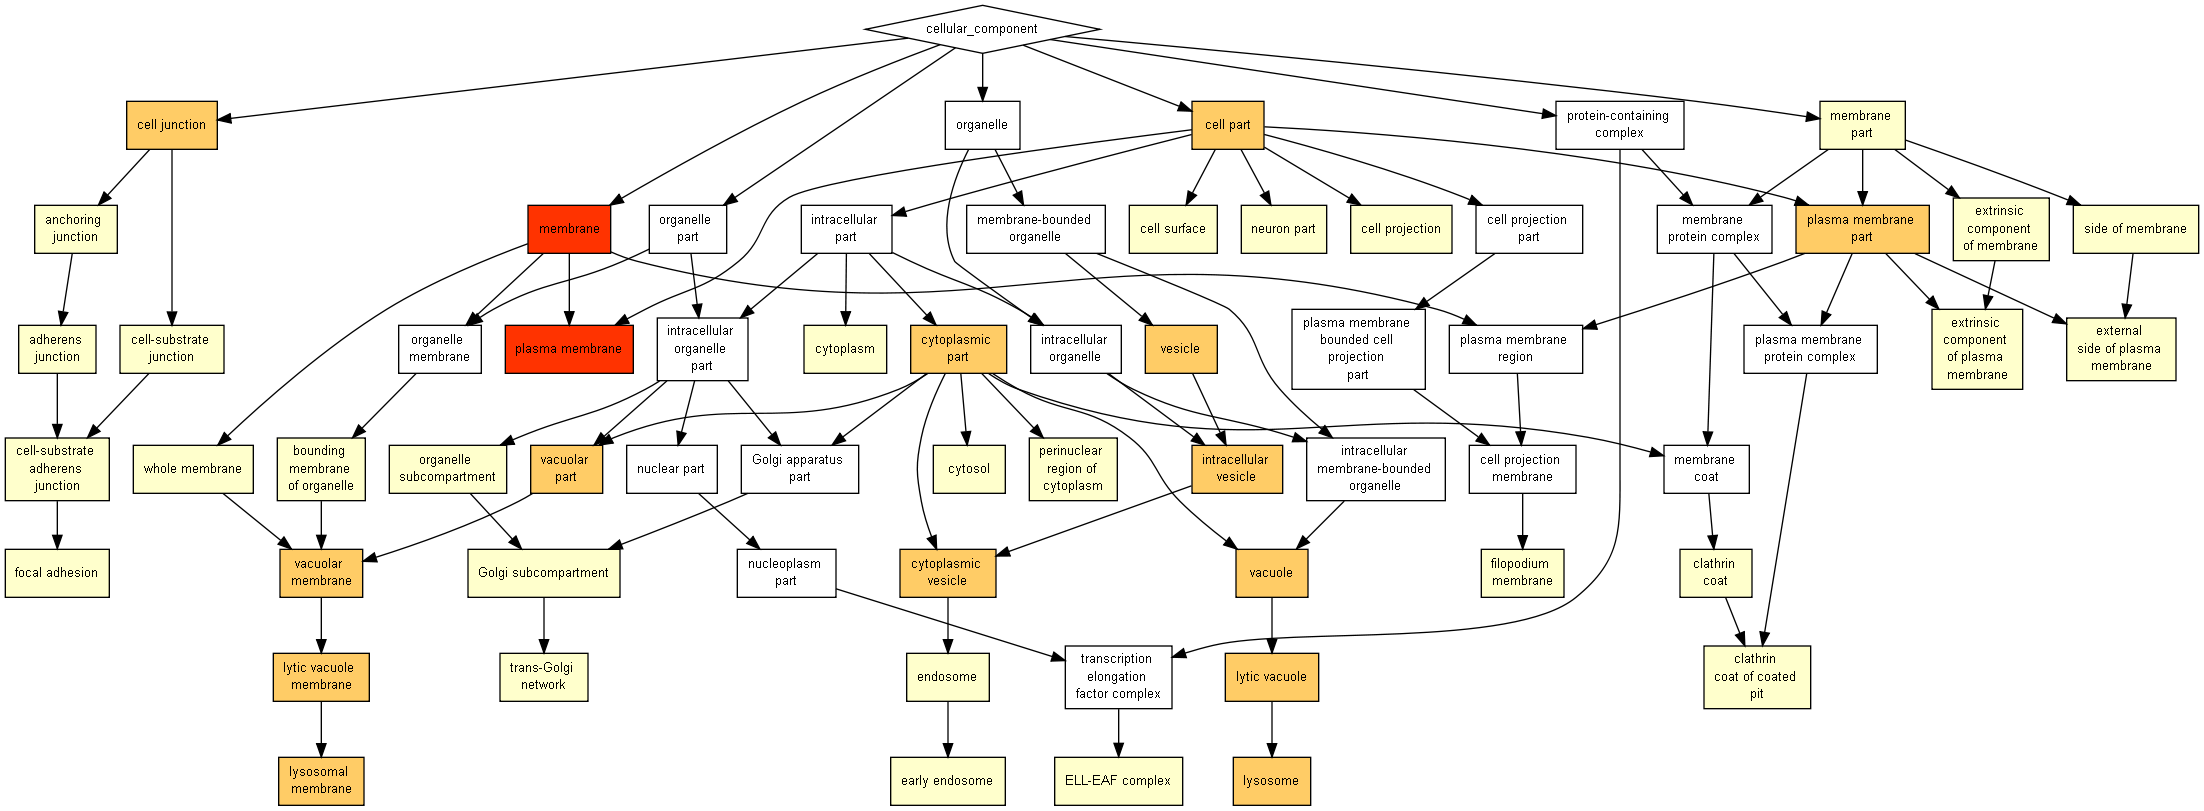 cellular_component
cell junction
organelle
cell part
protein-containing
complex
membrane
part
anchoring
junction
membrane
organelle
part
intracellular
part
membrane-bounded
organelle
cell surface
neuron part
cell projection
cell projection
part
membrane
protein complex
plasma membrane
part
extrinsic
component
of membrane
side of membrane
adherens
junction
cell-substrate
junction
organelle
membrane
plasma membrane
intracellular
organelle
part
cytoplasm
cytoplasmic
part
intracellular
organelle
vesicle
plasma membrane
bounded cell
projection
part
plasma membrane
region
plasma membrane
protein complex
extrinsic
component
of plasma
membrane
external
side of plasma
membrane
cell-substrate
adherens
junction
whole membrane
bounding
membrane
of organelle
organelle
subcompartment
vacuolar
part
nuclear part
Golgi apparatus
part
cytosol
perinuclear
region of
cytoplasm
intracellular
vesicle
intracellular
membrane-bounded
organelle
cell projection
membrane
membrane
coat
focal adhesion
vacuolar
membrane
Golgi subcompartment
nucleoplasm
part
cytoplasmic
vesicle
vacuole
filopodium
membrane
clathrin
coat
lytic vacuole
membrane
trans-Golgi
network
endosome
transcription
elongation
factor complex
lytic vacuole
clathrin
coat of coated
pit
lysosomal
membrane
early endosome
ELL-EAF complex
lysosome